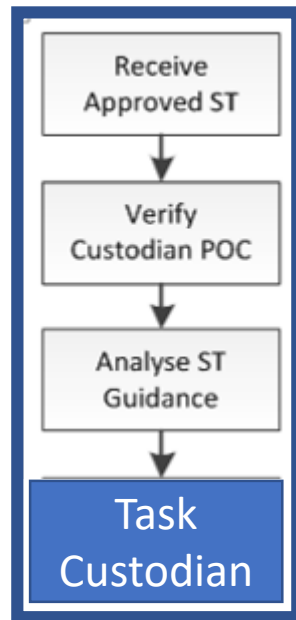 Receive
Approved ST
Verify
Custodian POC
Analyse ST
Guidance
Task
Custodian